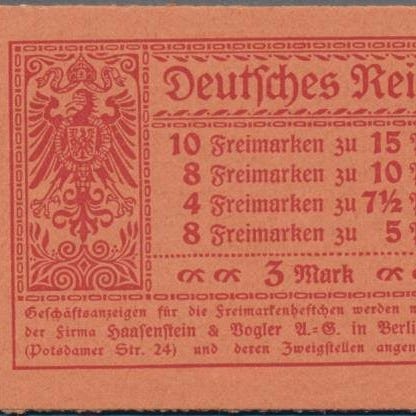 Deutſches Rei
10 Freimarken zu 15
8 Freimarken zu 10
4 Freimarken zu 7½
8 Freimarken zu 5
3 Mark
Geſchäftsanzeigen für die Freimarkenheftchen werden
der Firma Haaſenſtein & Vogler A.=G. in Berli
(Potsdamer Str. 24) und deren Zweigſtellen angen